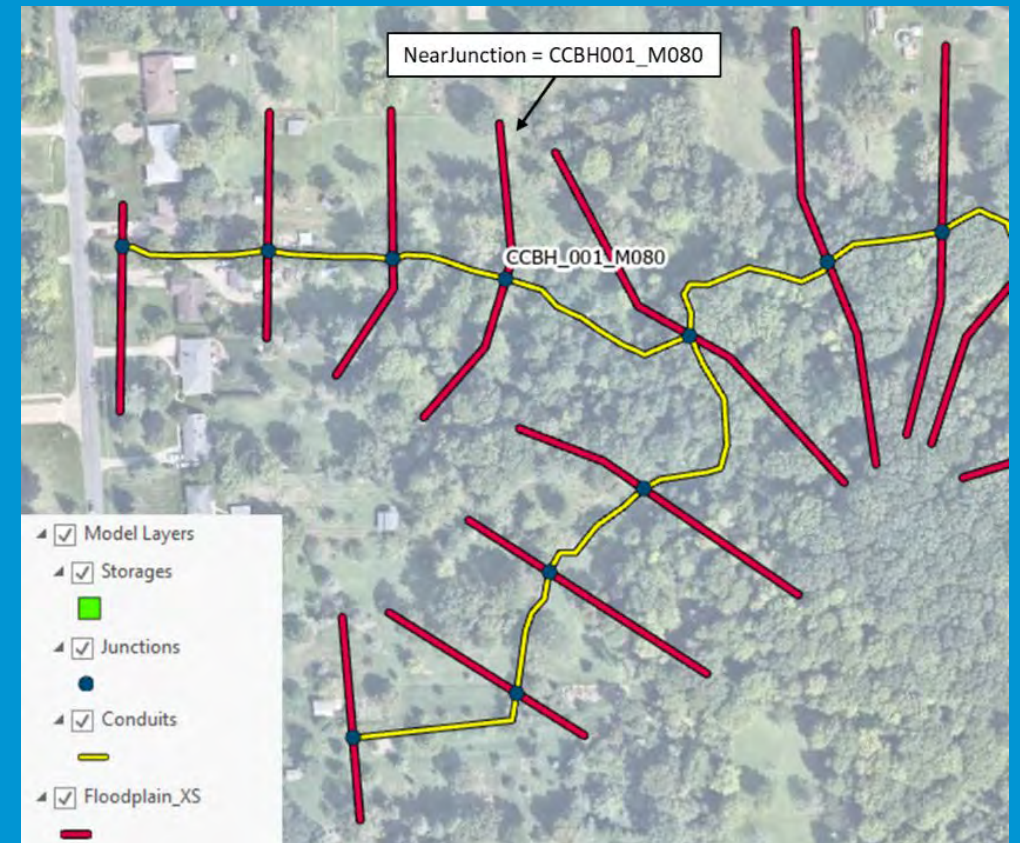 NearJunction = CCBH001_M080
CCBH_001_M080
Model Layers
Storages
Junctions
Conduits
Floodplain_XS